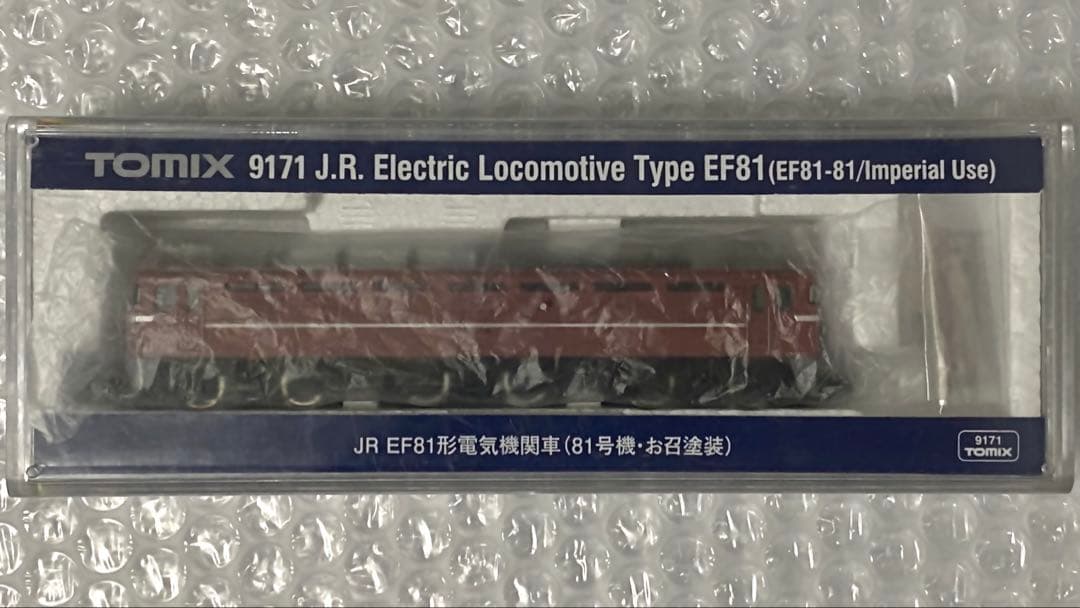 TOMIX 9171 J.R. Electric Locomotive Type EF81(EF81-81/Imperial Use)
JR EF81形電気機関車(81号機・お召塗装)
9171
TOMIX